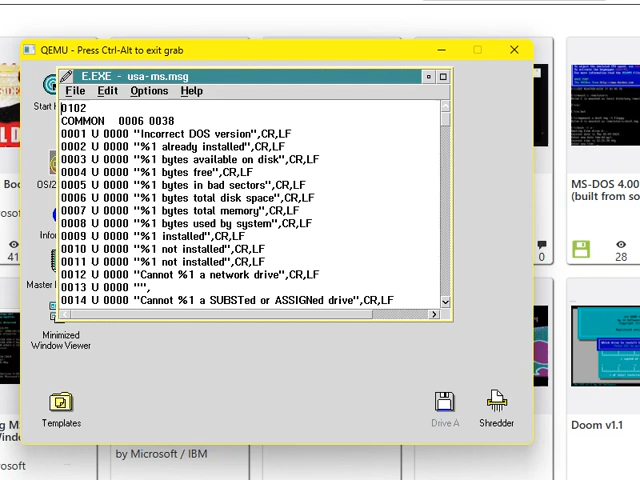 QEMU - Press Ctrl-Alt to exit grab
E.EXE - usa-ms.msg
File Edit Options Help
0102
COMMON 0006 0038
0001 U 0000 "Incorrect DOS version",CR,LF
0002 U 0000 "%1 already installed",CR,LF
0003 U 0000 "%1 bytes available on disk",CR,LF
0004 U 0000 "%1 bytes free",CR,LF
0005 U 0000 "%1 bytes in bad sectors",CR,LF
0006 U 0000 "%1 bytes total disk space",CR,LF
0007 U 0000 "%1 bytes total memory",CR,LF
0008 U 0000 "%1 bytes used by system",CR,LF
0009 U 0000 "%1 installed",CR,LF
0010 U 0000 "%1 not installed",CR,LF
0011 U 0000 "%1 not installed",CR,LF
0012 U 0000 "Cannot %1 a network drive",CR,LF
0013 U 0000 "",
0014 U 0000 "Cannot %1 a SUBSTed or ASSIGNed drive",CR,LF
Start
OS/2
Infor
Master
Minimized
Window Viewer
Templates
Drive A
Shredder
Boo
rosoft
41
0
MS-DOS 4.00
(built from so
28
Doom v1.1
g MS
Winde
rosoft
by Microsoft / IBM